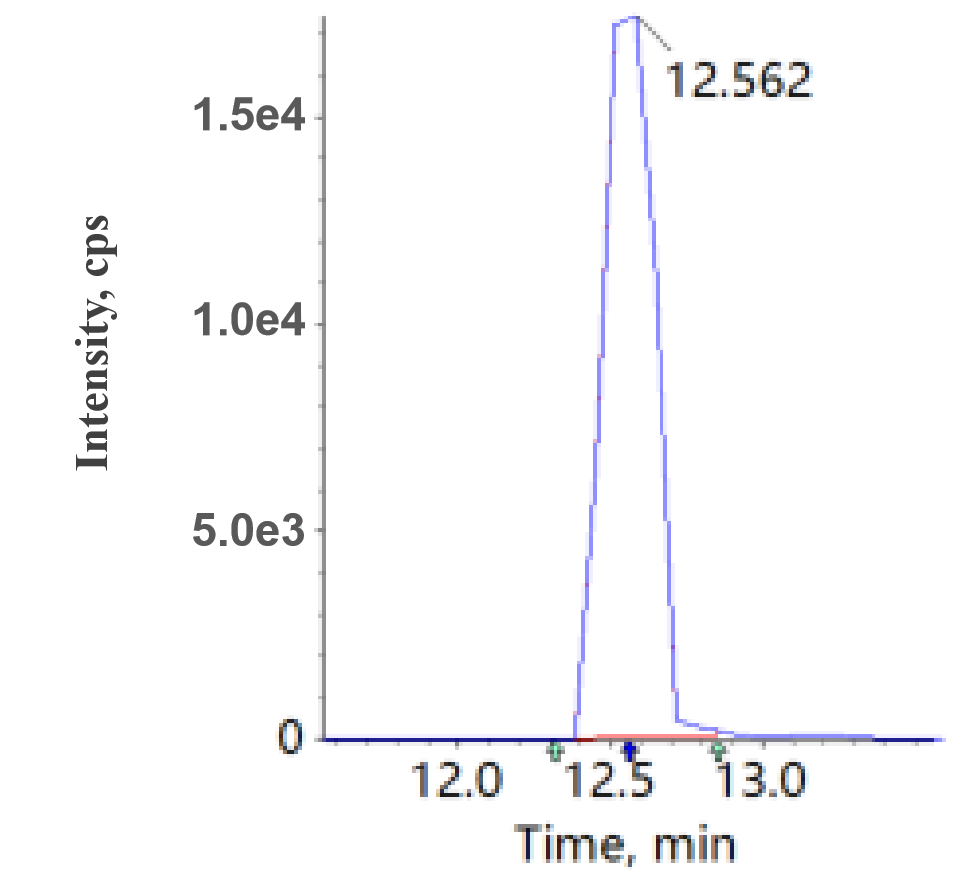 12.562
1.5e4
1.0e4
5.0e3
0
Intensity, cps
12.0 12.5 13.0
Time, min